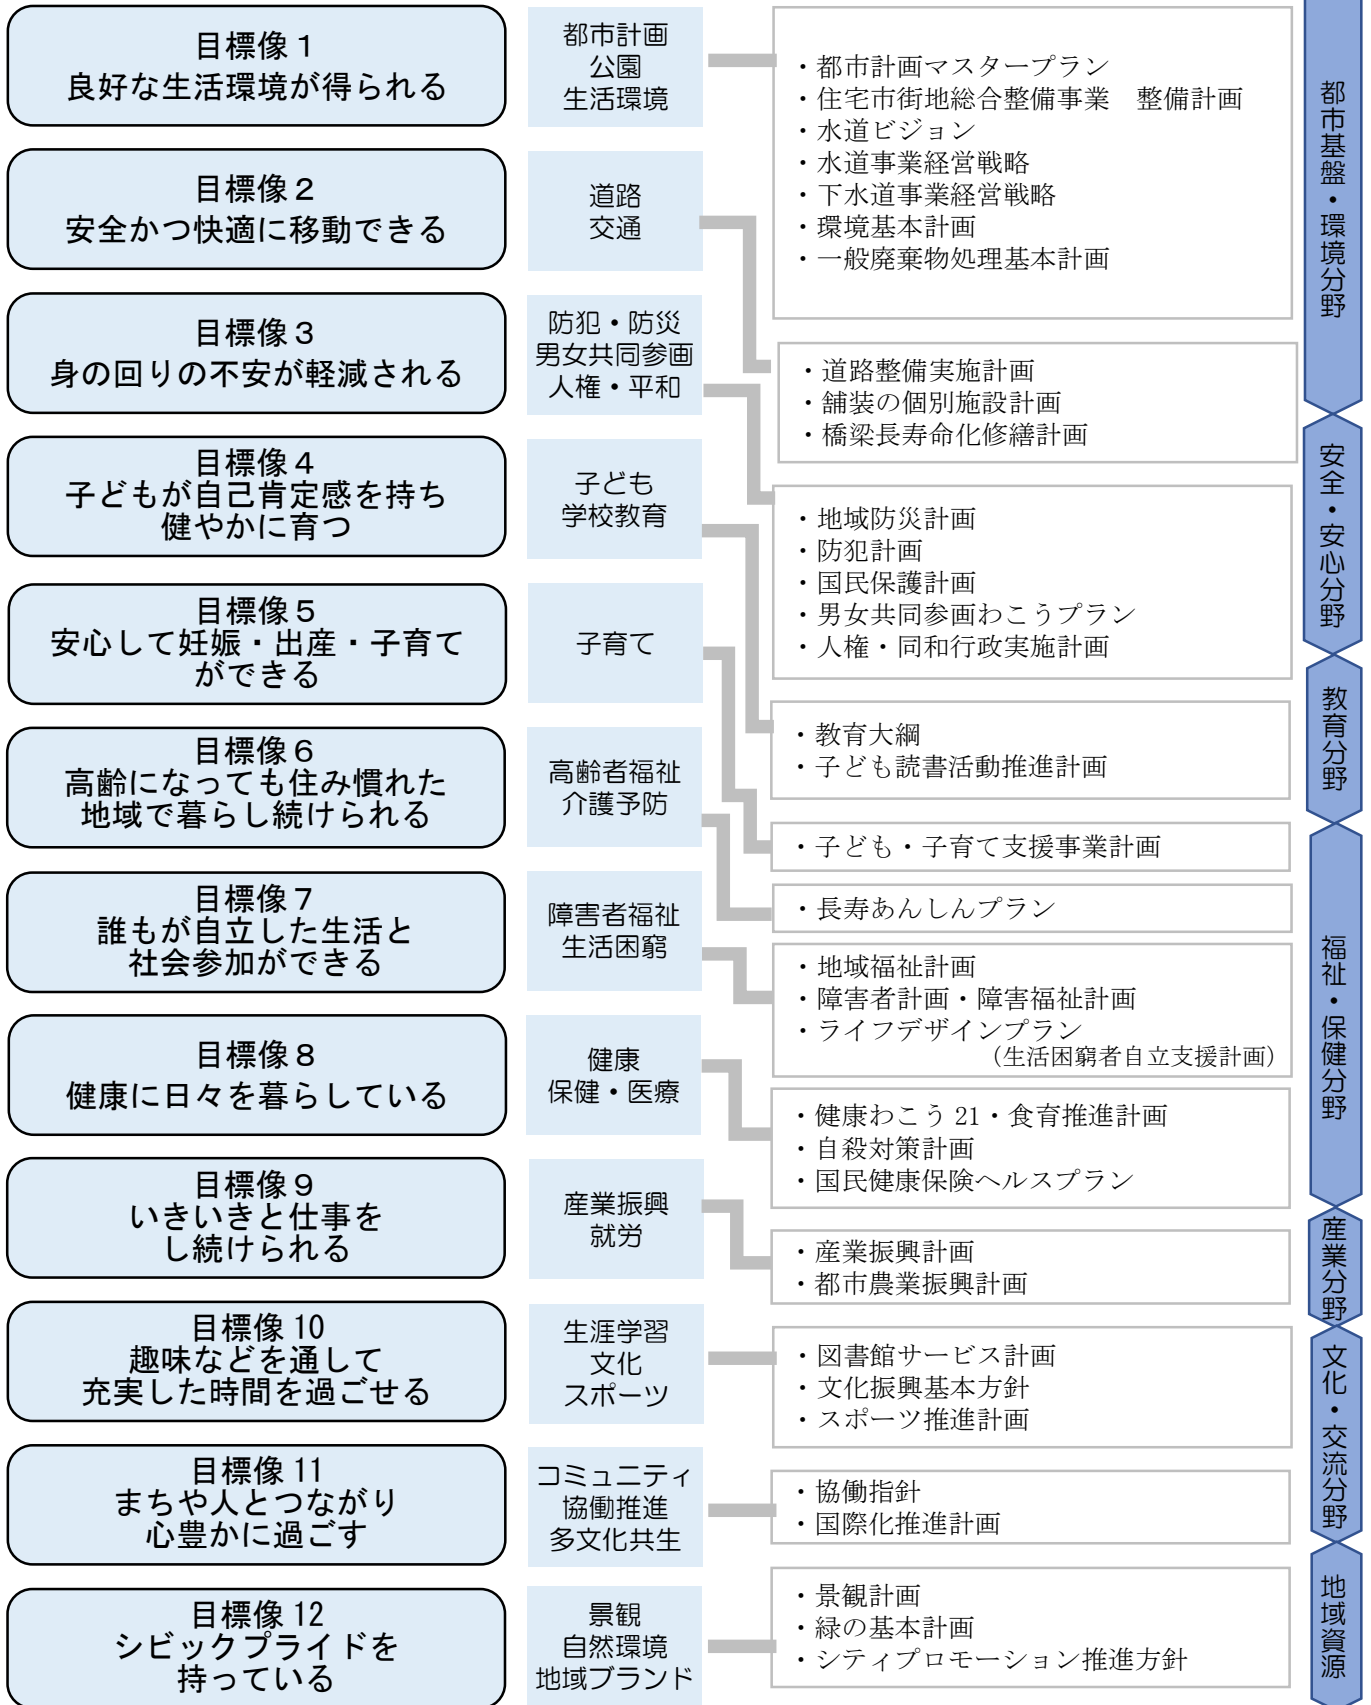 目標像１
良好な生活環境が得られる
都市計画
公園
生活環境
・都市計画マスタープラン
・住宅市街地総合整備事業　整備計画
・水道ビジョン
・水道事業経営戦略
・下水道事業経営戦略
・環境基本計画
・一般廃棄物処理基本計画
都市基盤・環境分野
目標像２
安全かつ快適に移動できる
道路
交通
・道路整備実施計画
・舗装の個別施設計画
・橋梁長寿命化修繕計画
目標像３
身の回りの不安が軽減される
防犯・防災
男女共同参画
人権・平和
・地域防災計画
・防犯計画
・国民保護計画
・男女共同参画わこうプラン
・人権・同和行政実施計画
安全・安心分野
目標像４
子どもが自己肯定感を持ち
健やかに育つ
子ども
学校教育
・教育大綱
・子ども読書活動推進計画
教育分野
目標像５
安心して妊娠・出産・子育て
ができる
子育て
・子ども・子育て支援事業計画
目標像６
高齢になっても住み慣れた
地域で暮らし続けられる
高齢者福祉
介護予防
・長寿あんしんプラン
目標像７
誰もが自立した生活と
社会参加ができる
障害者福祉
生活困窮
・地域福祉計画
・障害者計画・障害福祉計画
・ライフデザインプラン
（生活困窮者自立支援計画）
福祉・保健分野
目標像８
健康に日々を暮らしている
健康
保健・医療
・健康わこう 21・食育推進計画
・自殺対策計画
・国民健康保険ヘルスプラン
目標像９
いきいきと仕事を
し続けられる
産業振興
就労
・産業振興計画
・都市農業振興計画
産業分野
目標像 10
趣味などを通して
充実した時間を過ごせる
生涯学習
文化
スポーツ
・図書館サービス計画
・文化振興基本方針
・スポーツ推進計画
文化・交流分野
目標像 11
まちや人とつながり
心豊かに過ごす
コミュニティ
協働推進
多文化共生
・協働指針
・国際化推進計画
目標像 12
シビックプライドを
持っている
景観
自然環境
地域ブランド
・景観計画
・緑の基本計画
・シティプロモーション推進方針
地域資源